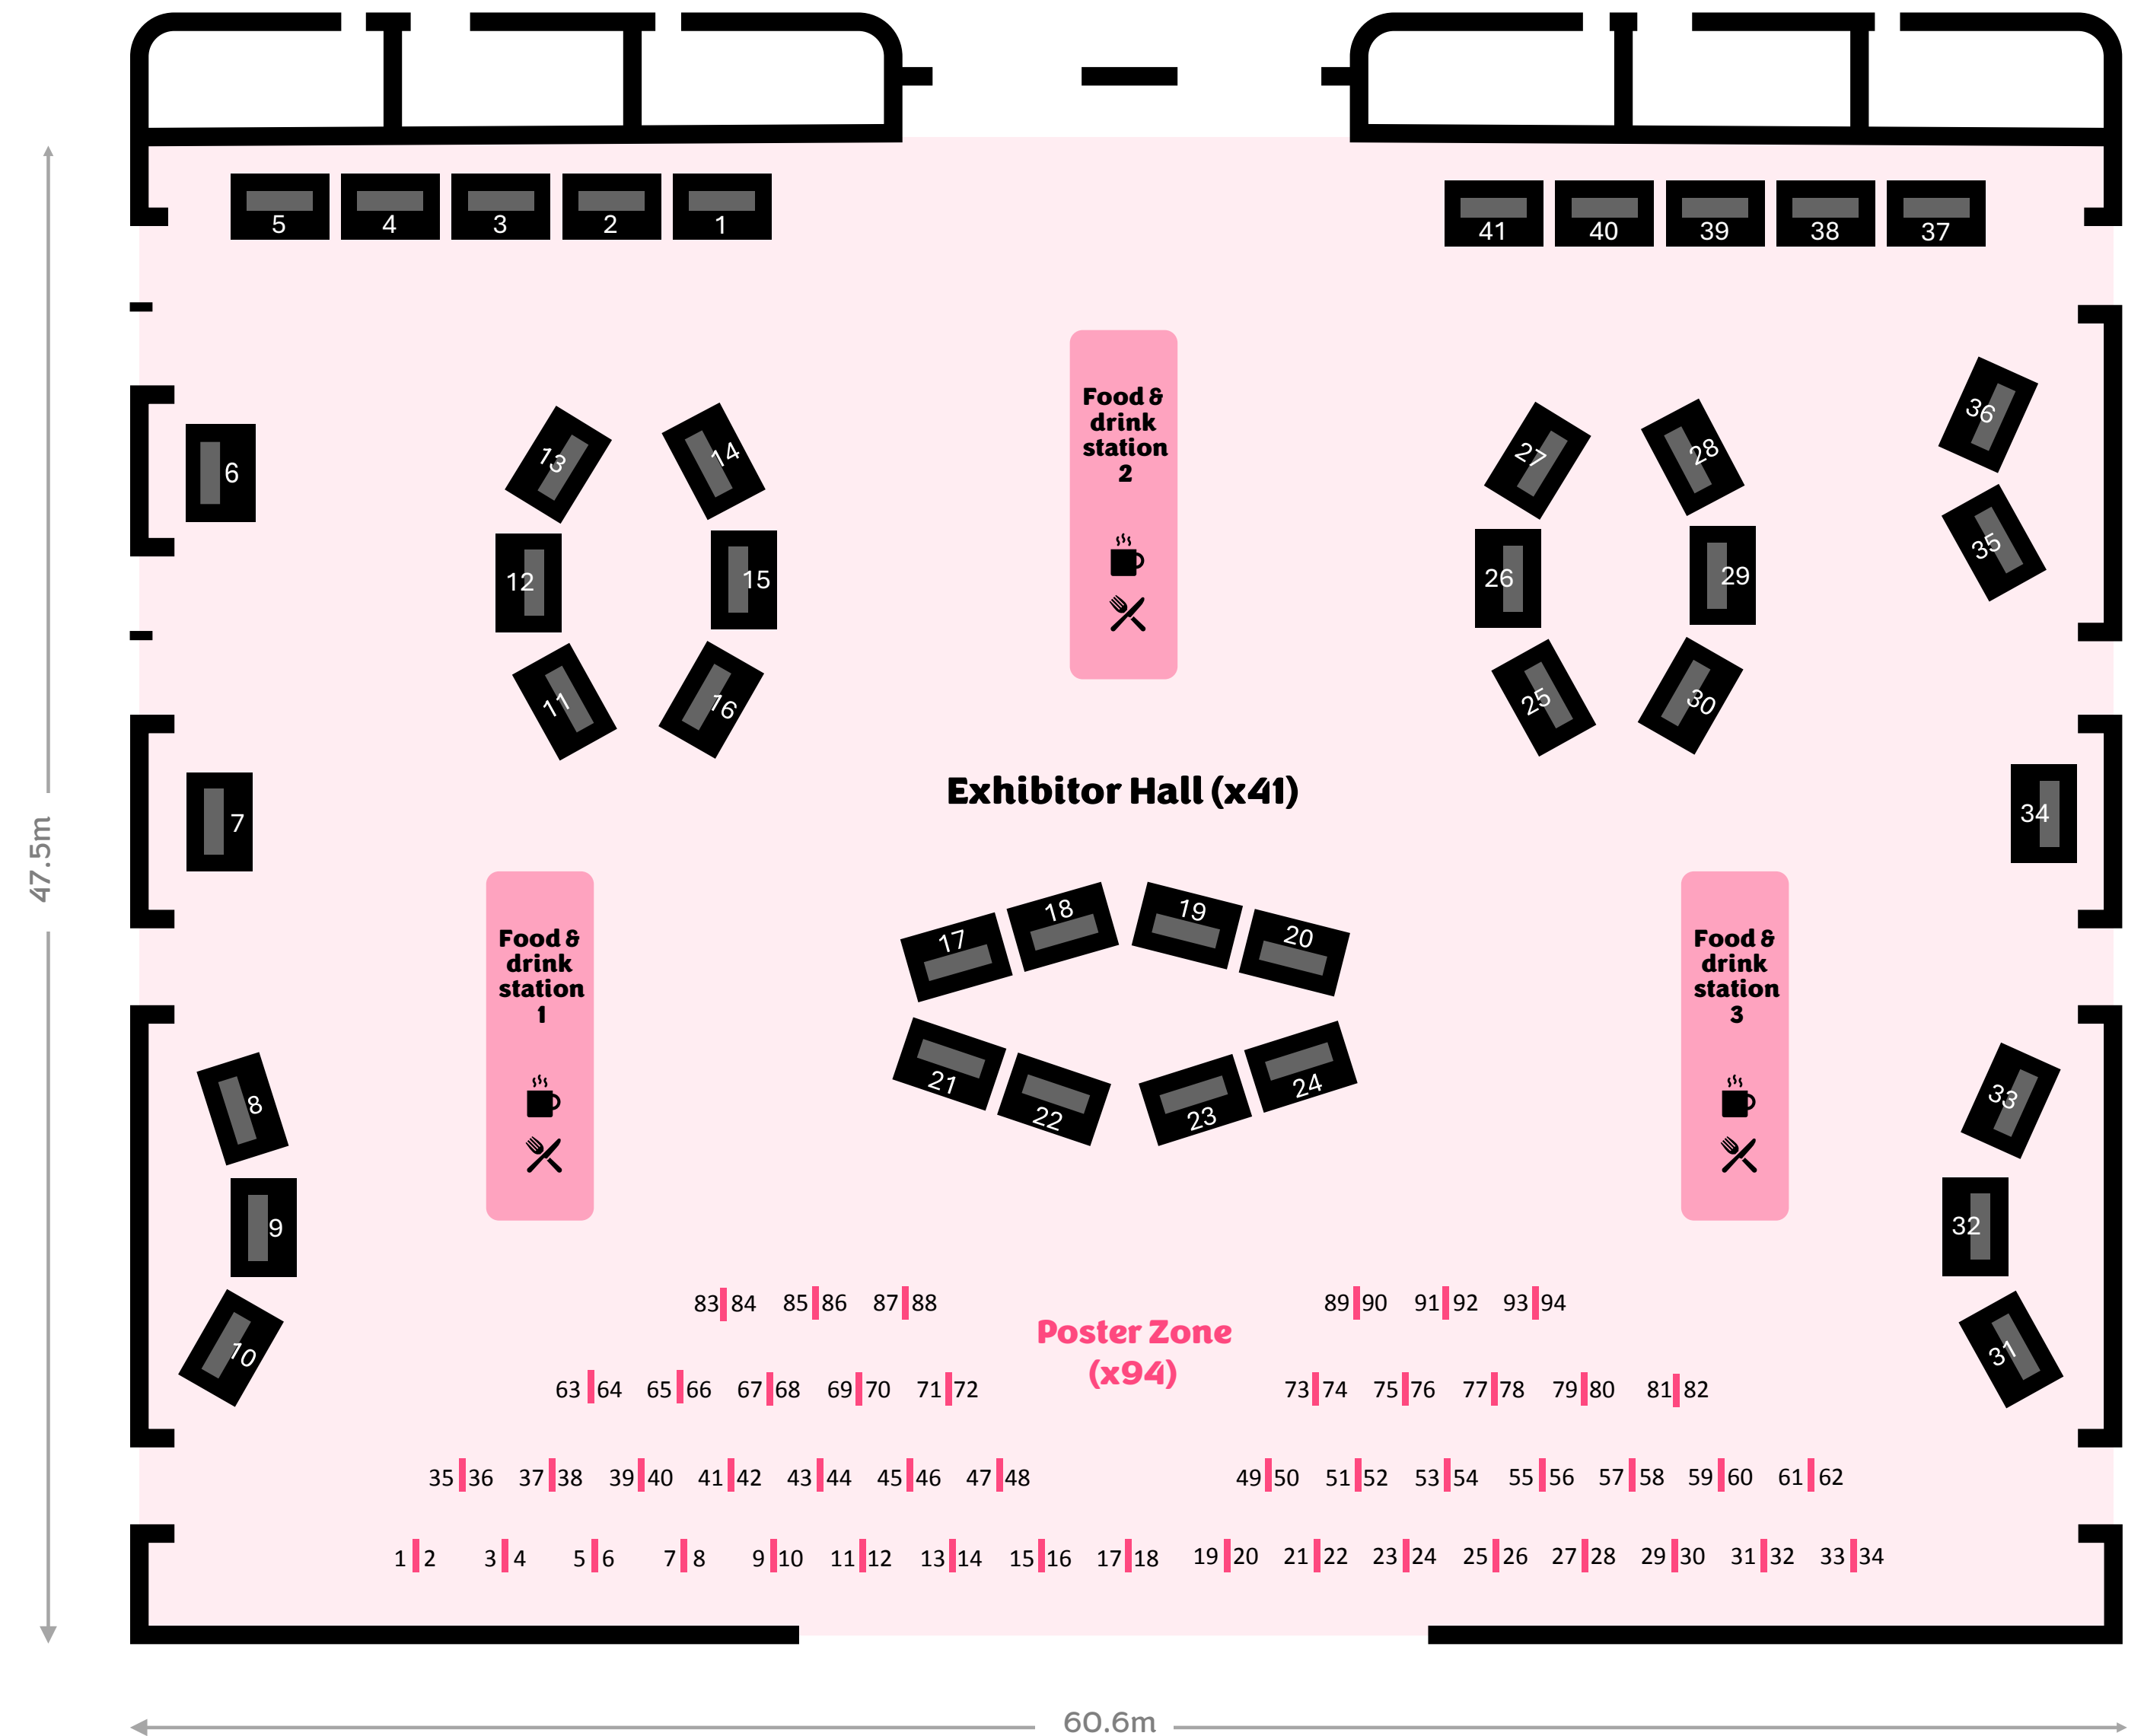 5 4 3 2 1
41 40 39 38 37
Food &
drink
station
2
36
13 14
27 28
6
35
12 15
26 29
11 16
25 30
47.5m
Exhibitor Hall (x41)
7
34
17 18 19 20
Food &
drink
station
1
Food &
drink
station
3
21 22 23 24
8
33
9
32
10
31
83 84 85 86 87 88
89 90 91 92 93 94
Poster Zone
(x94)
63 64 65 66 67 68 69 70 71 72
73 74 75 76 77 78 79 80 81 82
35 36 37 38 39 40 41 42 43 44 45 46 47 48
49 50 51 52 53 54 55 56 57 58 59 60 61 62
1 2 3 4 5 6 7 8 9 10 11 12 13 14 15 16 17 18 19 20 21 22 23 24 25 26 27 28 29 30 31 32 33 34
60.6m